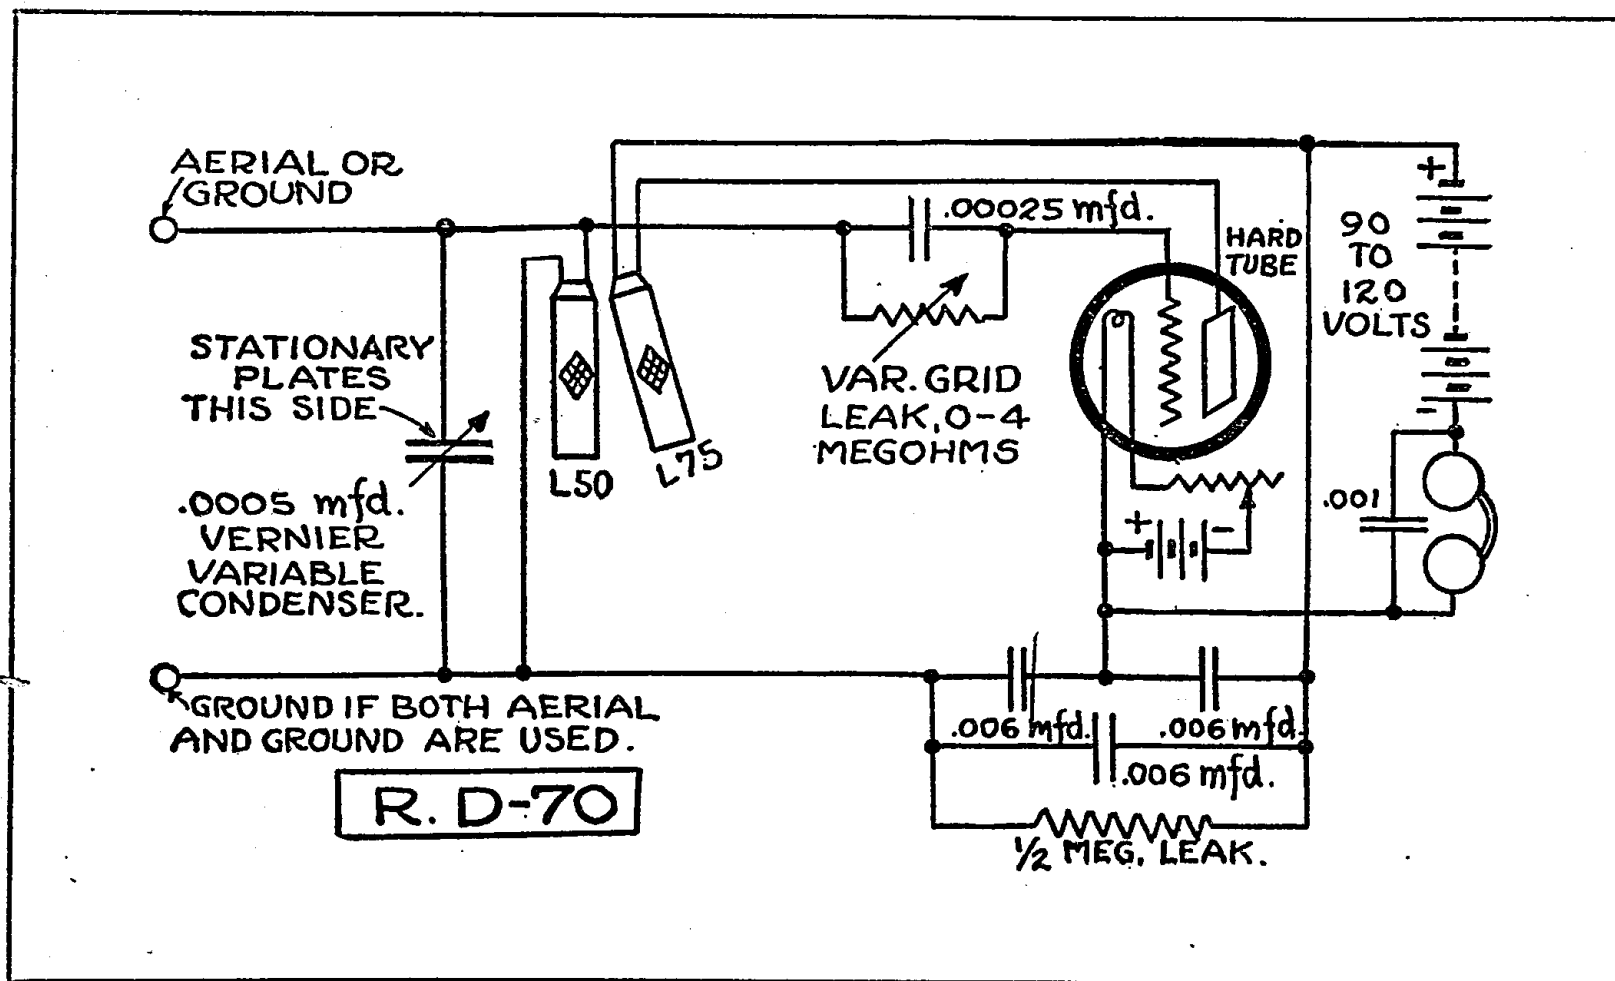 AERIAL OR
GROUND
.00025 mfd.
HARD
TUBE
+
90
TO
120
VOLTS
-
STATIONARY
PLATES
THIS SIDE
VAR. GRID
LEAK, 0-4
MEGOHMS
L50
L75
.0005 mfd.
VERNIER
VARIABLE
CONDENSER.
+ -
.001
GROUND IF BOTH AERIAL
AND GROUND ARE USED.
.006 mfd.
.006 mfd.
.006 mfd.
R. D-70
½ MEG. LEAK.